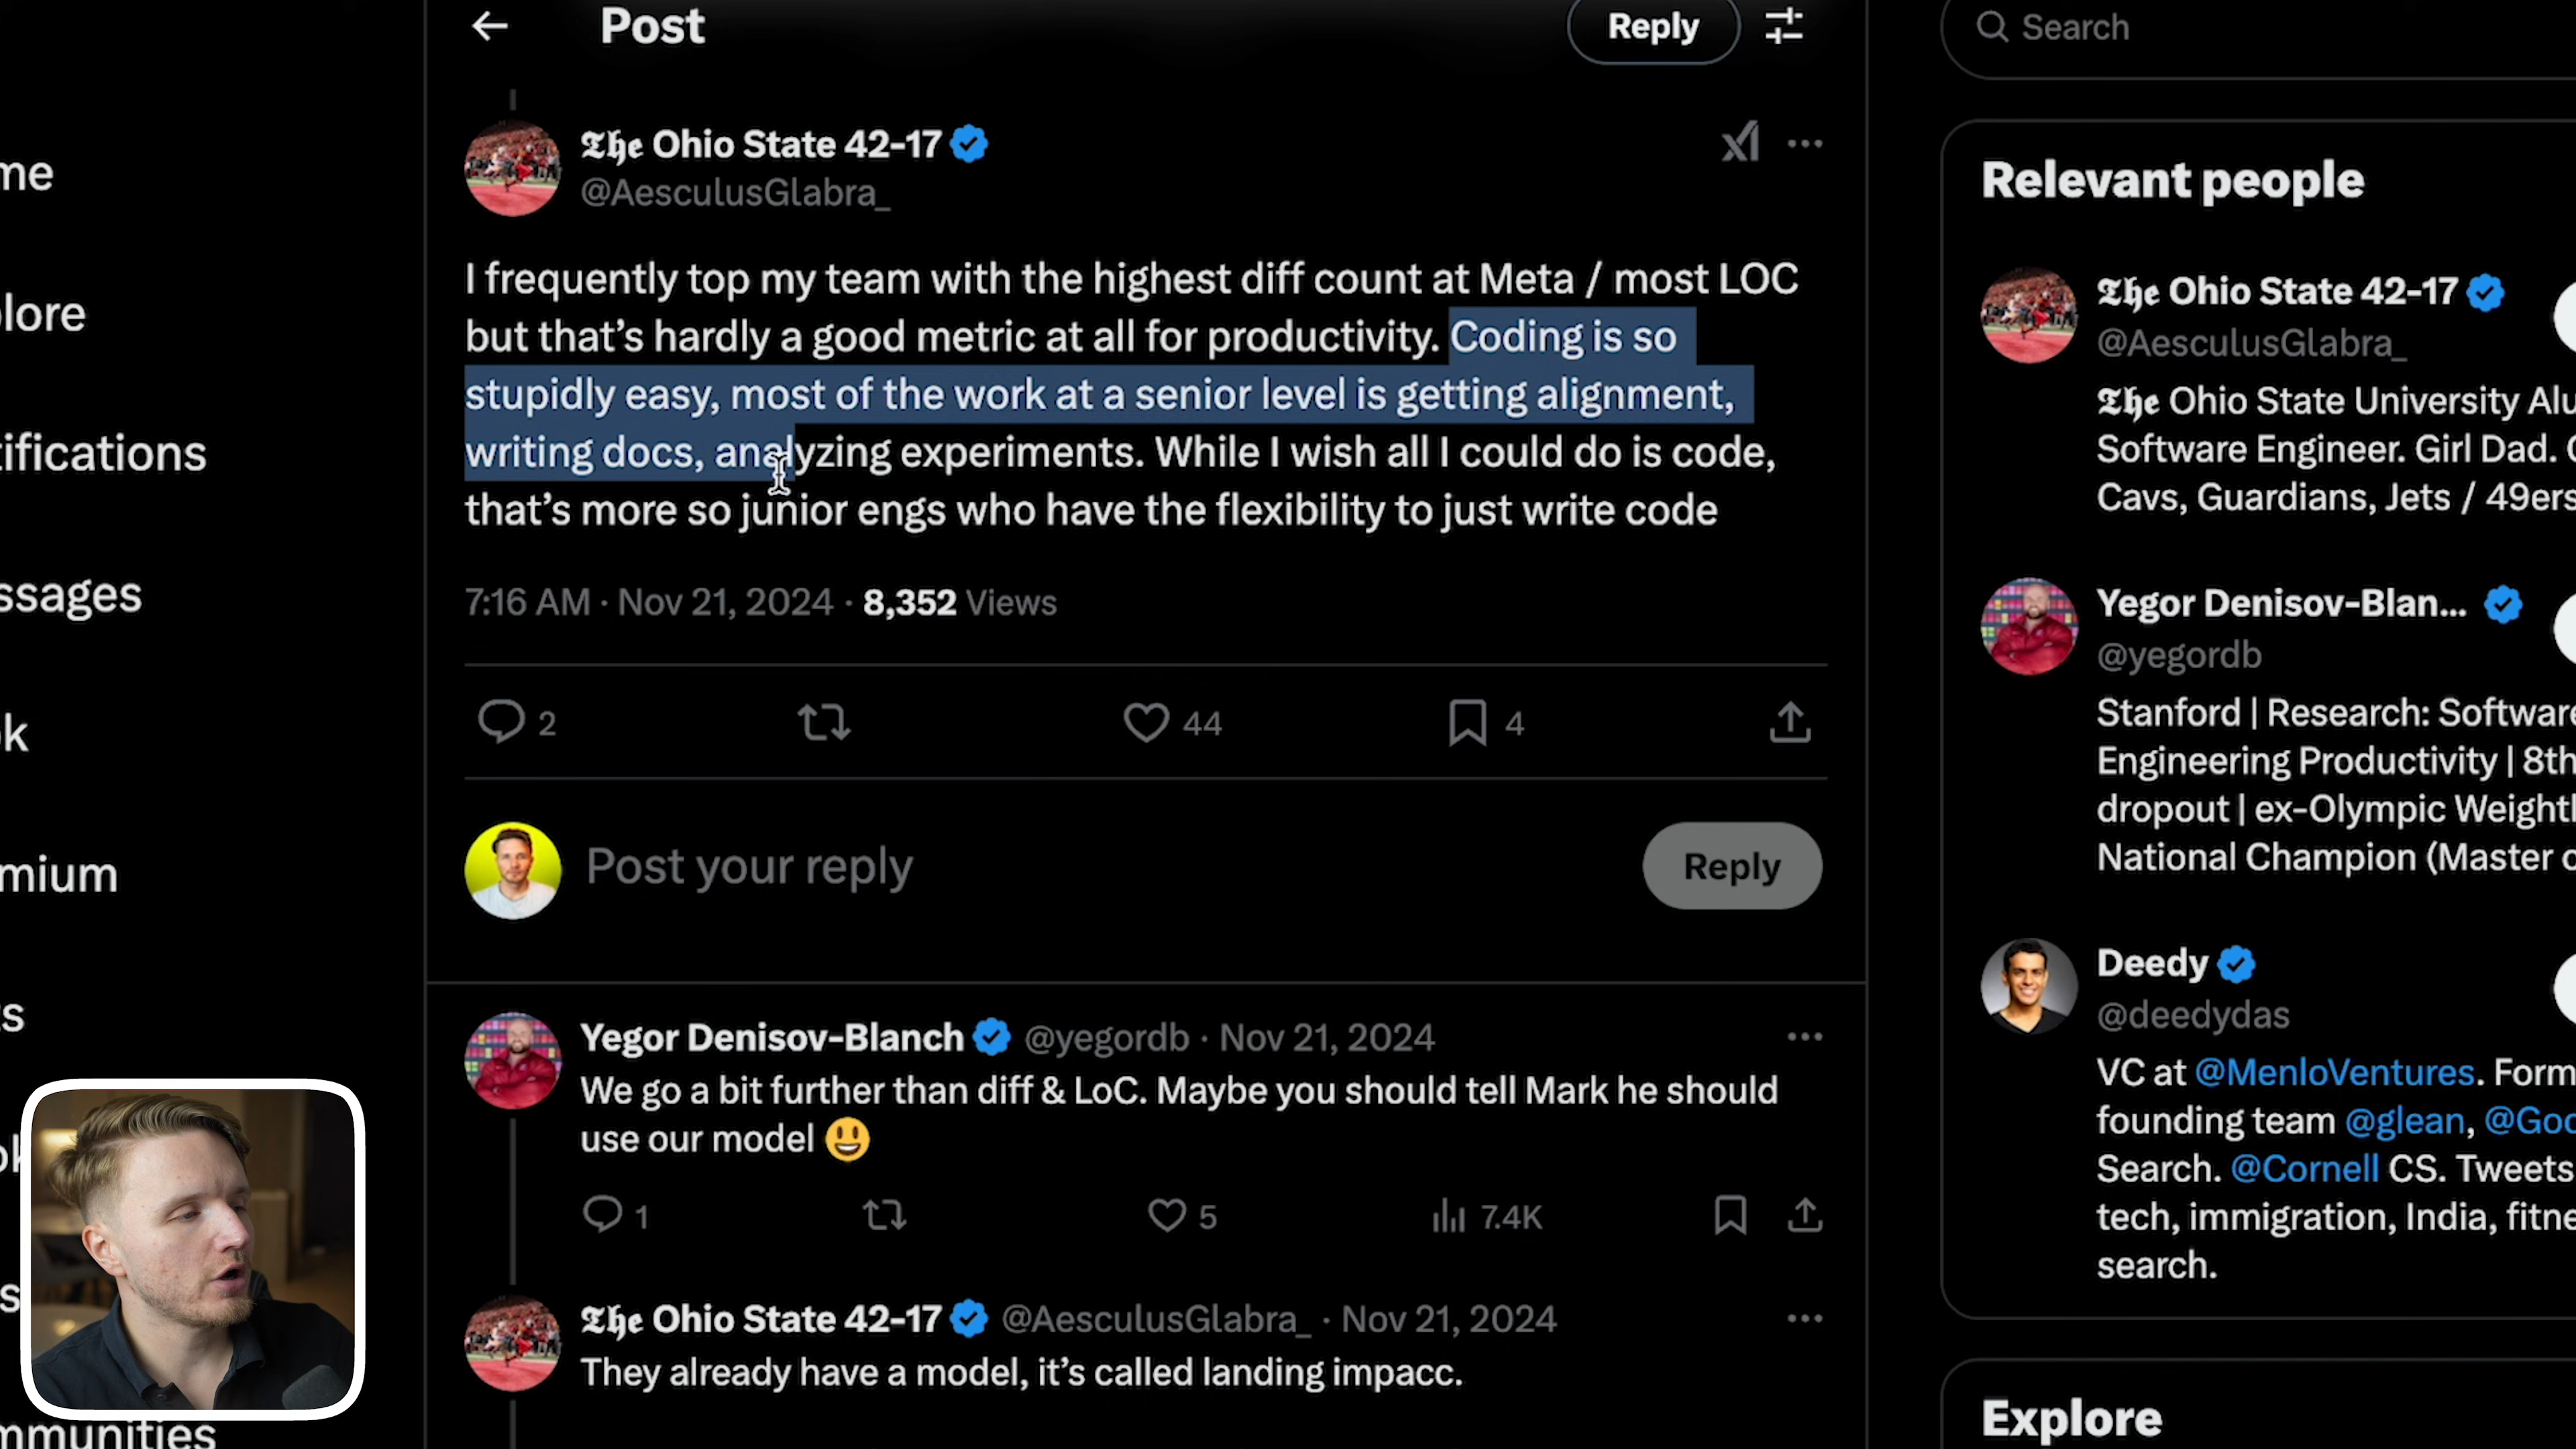 Post
Reply
Search
The Ohio State 42-17
@AesculusGlabra_
I frequently top my team with the highest diff count at Meta / most LOC
but that's hardly a good metric at all for productivity. Coding is so
stupidly easy, most of the work at a senior level is getting alignment,
writing docs, analyzing experiments. While I wish all I could do is code,
that's more so junior engs who have the flexibility to just write code
7:16 AM · Nov 21, 2024 · 8,352 Views
2
44
4
Post your reply
Reply
Yegor Denisov-Blanch @yegordb · Nov 21, 2024
We go a bit further than diff & LoC. Maybe you should tell Mark he should
use our model 😃
1
5
7.4K
The Ohio State 42-17 @AesculusGlabra_ · Nov 21, 2024
They already have a model, it's called landing impacc.
me
lore
ifications
ssages
k
mium
ts
ok
s
mmunities
Relevant people
The Ohio State 42-17
@AesculusGlabra_
The Ohio State University Alu
Software Engineer. Girl Dad.
Cavs, Guardians, Jets / 49ers
Yegor Denisov-Blan...
@yegordb
Stanford | Research: Software
Engineering Productivity | 8th
dropout | ex-Olympic Weightl
National Champion (Master o
Deedy
@deedydas
VC at @MenloVentures. Form
founding team @glean, @Goo
Search. @Cornell CS. Tweets
tech, immigration, India, fitne
search.
Explore